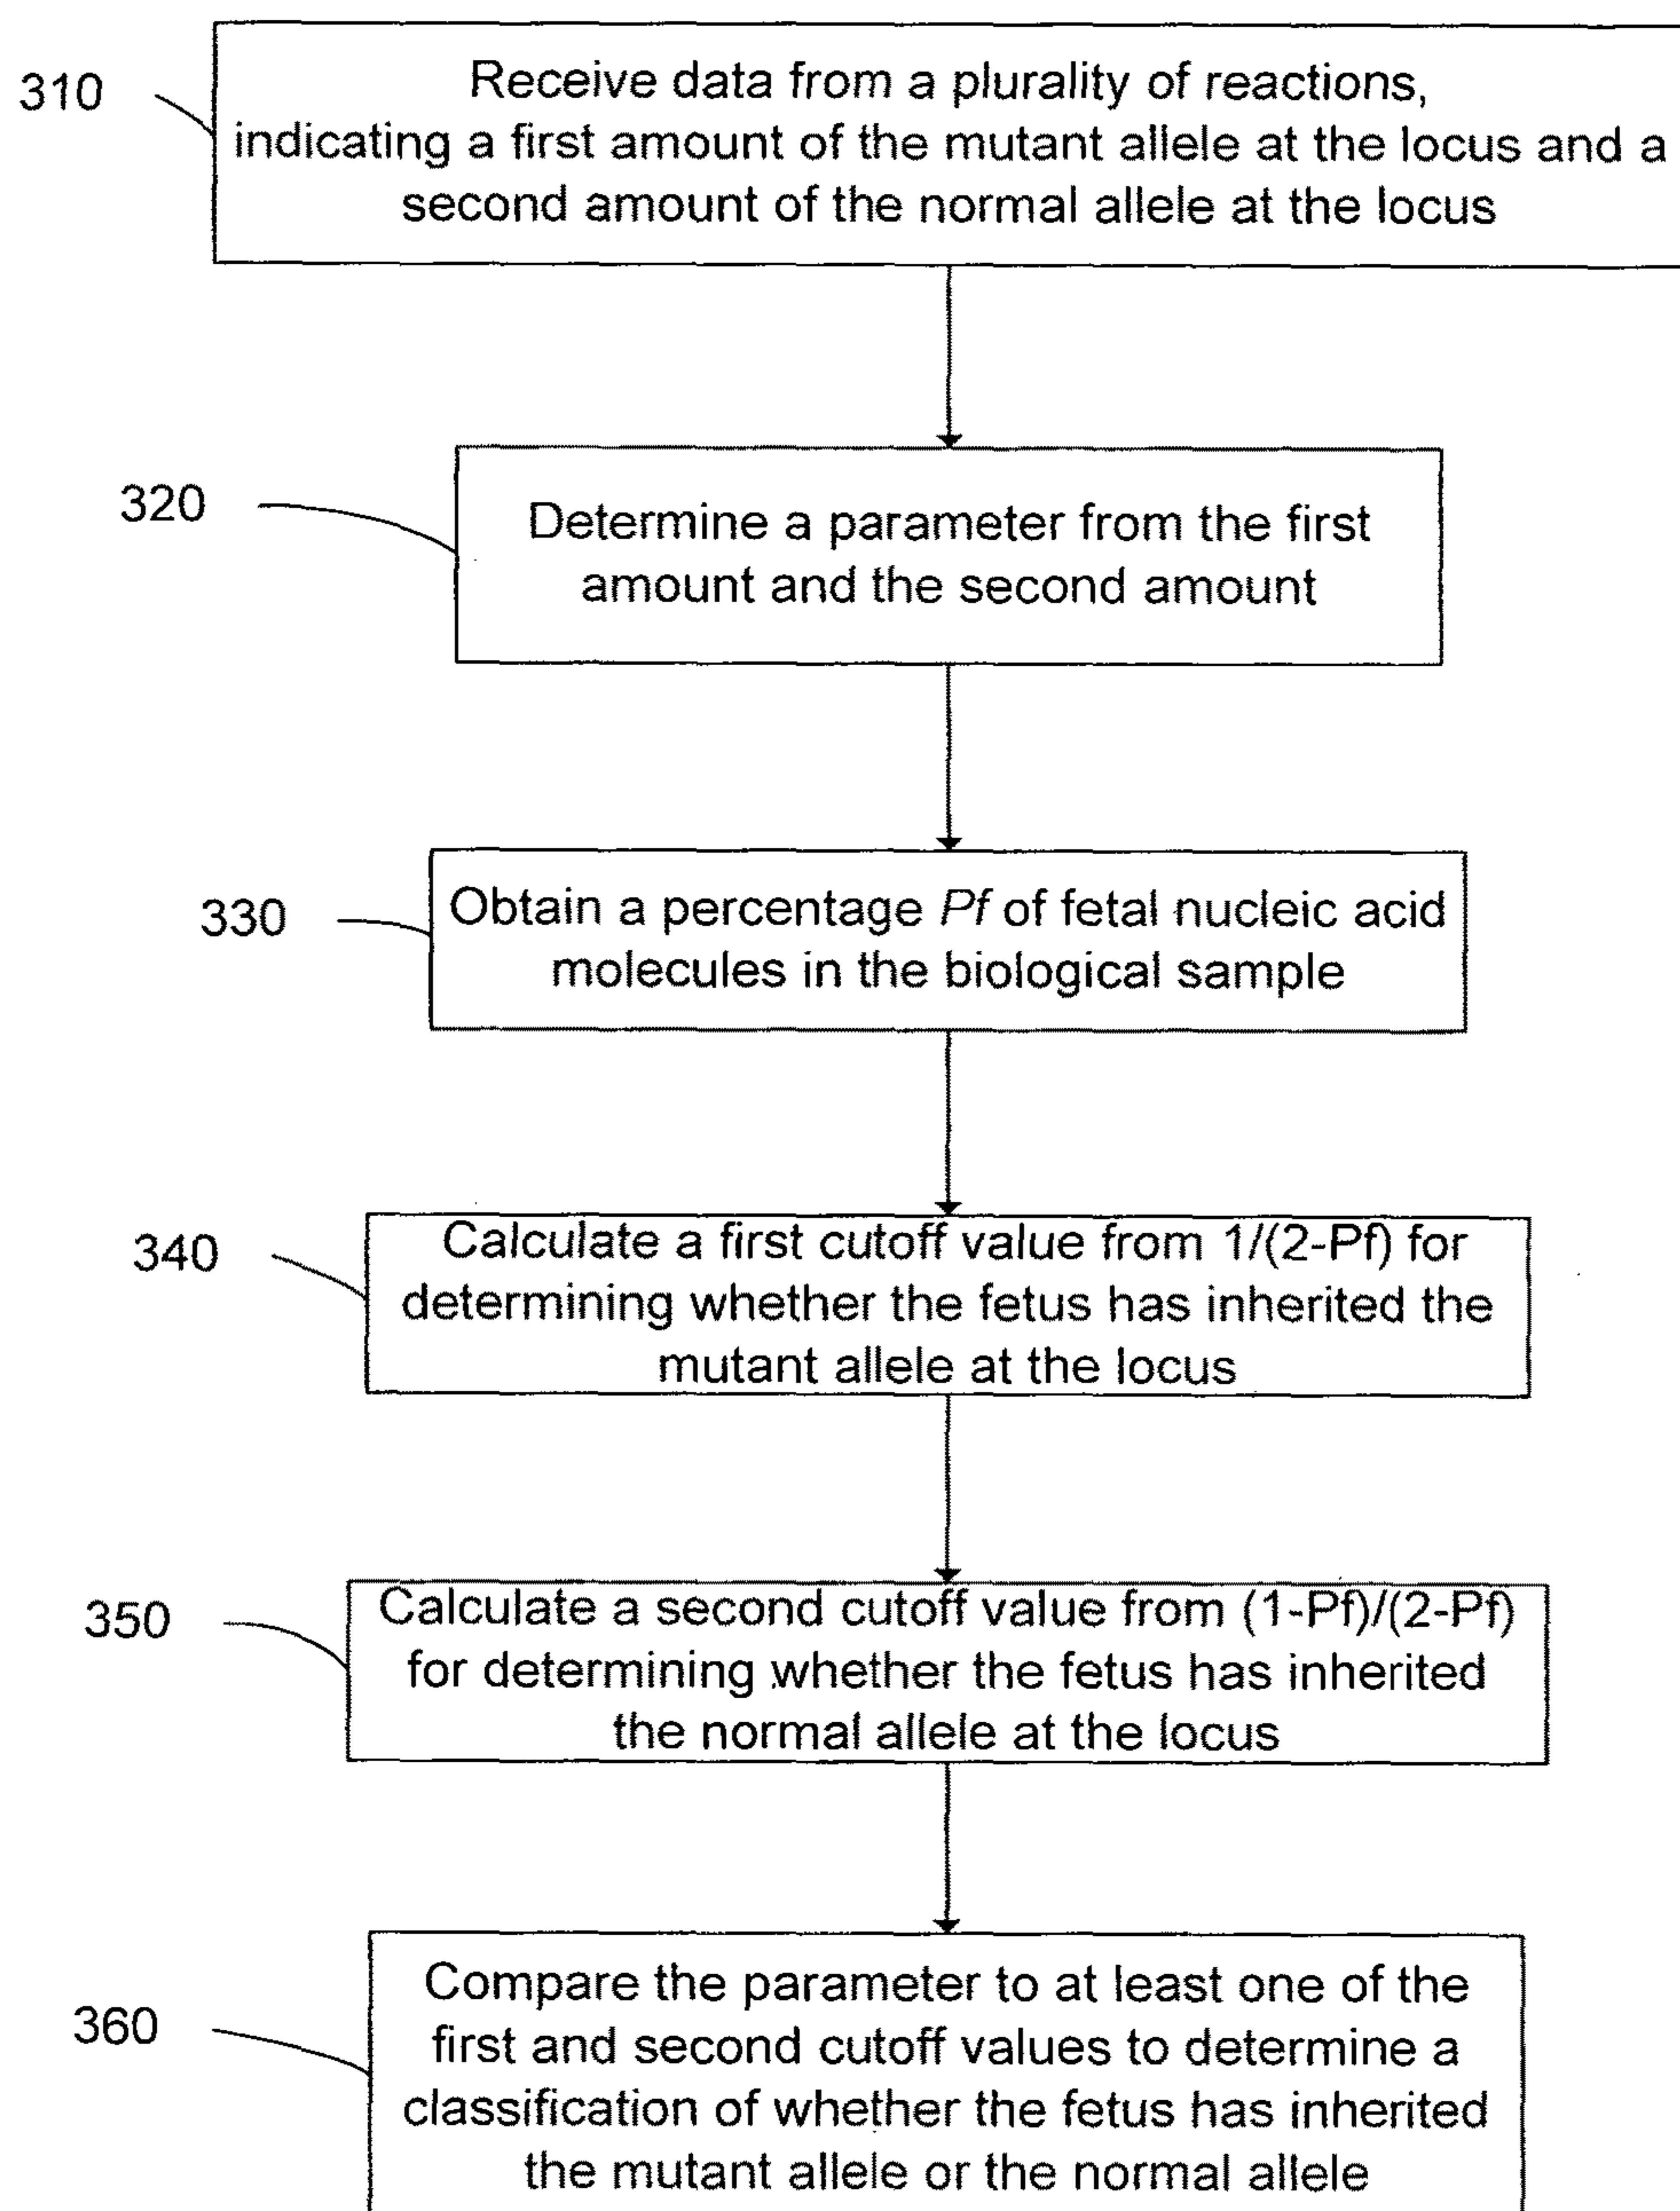 310
Receive data from a plurality of reactions,
indicating a first amount of the mutant allele at the locus and a
second amount of the normal allele at the locus
320
Determine a parameter from the first
amount and the second amount
330
Obtain a percentage Pf of fetal nucleic acid
molecules in the biological sample
340
Calculate a first cutoff value from 1/(2-Pf) for
determining whether the fetus has inherited the
mutant allele at the locus
350
Calculate a second cutoff value from (1-Pf)/(2-Pf)
for determining whether the fetus has inherited
the normal allele at the locus
360
Compare the parameter to at least one of the
first and second cutoff values to determine a
classification of whether the fetus has inherited
the mutant allele or the normal allele